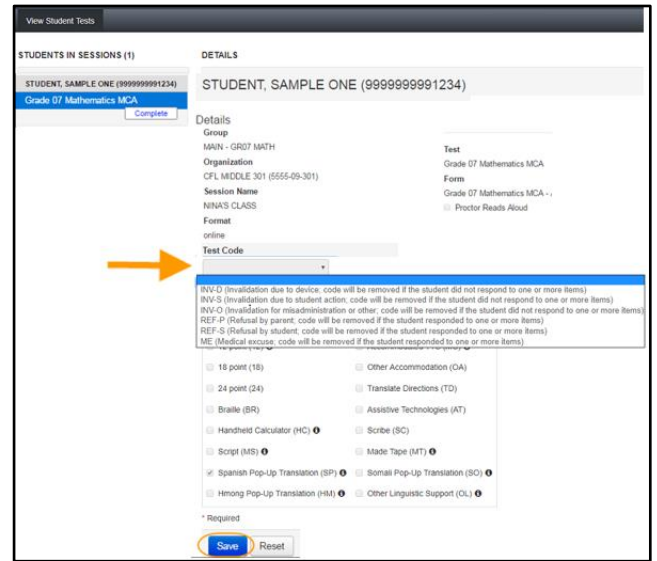 View Student Tests
STUDENTS IN SESSIONS (1)
DETAILS
STUDENT, SAMPLE ONE (9999999991234)
Grade 07 Mathematics MCA
Complete
STUDENT, SAMPLE ONE (9999999991234)
Details
Group
MAIN - GR07 MATH
Organization
CFL MIDDLE 301 (5555-09-301)
Session Name
NINA'S CLASS
Format
online
Test
Grade 07 Mathematics MCA
Form
Grade 07 Mathematics MCA -
Proctor Reads Aloud
Test Code
INV-D (Invalidation due to device; code will be removed if the student did not respond to one or more items)
INV-S (Invalidation due to student action; code will be removed if the student did not respond to one or more items)
INV-O (Invalidation for misadministration or other; code will be removed if the student did not respond to one or more items)
REF-P (Refusal by parent; code will be removed if the student responded to one or more items)
REF-S (Refusal by student; code will be removed if the student responded to one or more items)
ME (Medical excuse; code will be removed if the student responded to one or more items)
18 point (18)
Other Accommodation (OA)
24 point (24)
Translate Directions (TD)
Braille (BR)
Assistive Technologies (AT)
Handheld Calculator (HC)
Scribe (SC)
Script (MS)
Made Tape (MT)
Spanish Pop-Up Translation (SP)
Somali Pop-Up Translation (SO)
Hmong Pop-Up Translation (HM)
Other Linguistic Support (OL)
* Required
Save
Reset